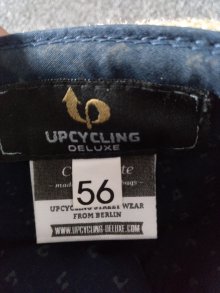 UPCYCLING
DELUXE
56
UPCYCLING STREET WEAR
FROM BERLIN
WWW.UPCYCLING-DELUXE.COM